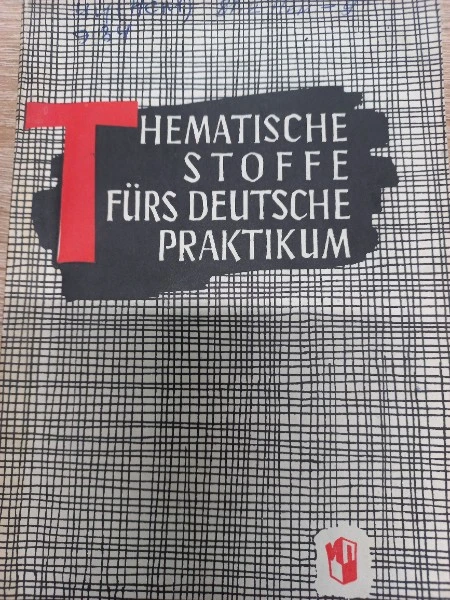 THEMATISCHE
STOFFE
FÜRS DEUTSCHE
PRAKTIKUM